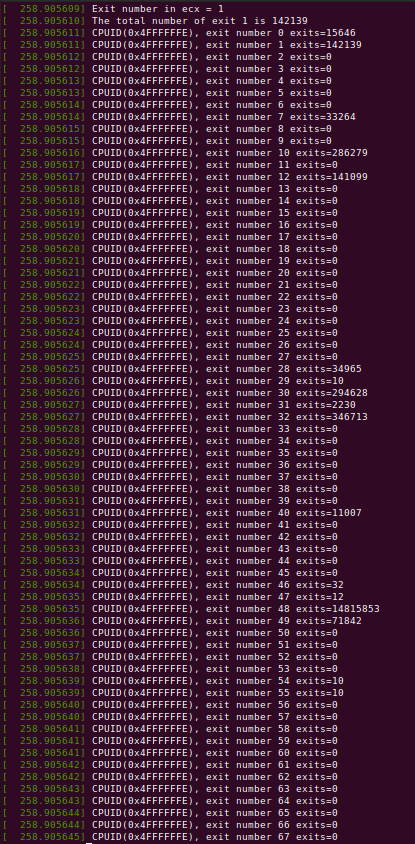 [  258.905609] Exit number in ecx = 1
[  258.905610] The total number of exit 1 is 142139
[  258.905611] CPUID(0x4FFFFFFE), exit number 0 exits=15646
[  258.905611] CPUID(0x4FFFFFFE), exit number 1 exits=142139
[  258.905612] CPUID(0x4FFFFFFE), exit number 2 exits=0
[  258.905612] CPUID(0x4FFFFFFE), exit number 3 exits=0
[  258.905613] CPUID(0x4FFFFFFE), exit number 4 exits=0
[  258.905613] CPUID(0x4FFFFFFE), exit number 5 exits=0
[  258.905614] CPUID(0x4FFFFFFE), exit number 6 exits=0
[  258.905614] CPUID(0x4FFFFFFE), exit number 7 exits=33264
[  258.905615] CPUID(0x4FFFFFFE), exit number 8 exits=0
[  258.905615] CPUID(0x4FFFFFFE), exit number 9 exits=0
[  258.905616] CPUID(0x4FFFFFFE), exit number 10 exits=286279
[  258.905617] CPUID(0x4FFFFFFE), exit number 11 exits=0
[  258.905617] CPUID(0x4FFFFFFE), exit number 12 exits=141099
[  258.905618] CPUID(0x4FFFFFFE), exit number 13 exits=0
[  258.905618] CPUID(0x4FFFFFFE), exit number 14 exits=0
[  258.905619] CPUID(0x4FFFFFFE), exit number 15 exits=0
[  258.905619] CPUID(0x4FFFFFFE), exit number 16 exits=0
[  258.905620] CPUID(0x4FFFFFFE), exit number 17 exits=0
[  258.905620] CPUID(0x4FFFFFFE), exit number 18 exits=0
[  258.905621] CPUID(0x4FFFFFFE), exit number 19 exits=0
[  258.905621] CPUID(0x4FFFFFFE), exit number 20 exits=0
[  258.905622] CPUID(0x4FFFFFFE), exit number 21 exits=0
[  258.905622] CPUID(0x4FFFFFFE), exit number 22 exits=0
[  258.905623] CPUID(0x4FFFFFFE), exit number 23 exits=0
[  258.905623] CPUID(0x4FFFFFFE), exit number 24 exits=0
[  258.905624] CPUID(0x4FFFFFFE), exit number 25 exits=0
[  258.905624] CPUID(0x4FFFFFFE), exit number 26 exits=0
[  258.905625] CPUID(0x4FFFFFFE), exit number 27 exits=0
[  258.905625] CPUID(0x4FFFFFFE), exit number 28 exits=34965
[  258.905626] CPUID(0x4FFFFFFE), exit number 29 exits=10
[  258.905626] CPUID(0x4FFFFFFE), exit number 30 exits=294628
[  258.905627] CPUID(0x4FFFFFFE), exit number 31 exits=2230
[  258.905627] CPUID(0x4FFFFFFE), exit number 32 exits=346713
[  258.905628] CPUID(0x4FFFFFFE), exit number 33 exits=0
[  258.905628] CPUID(0x4FFFFFFE), exit number 34 exits=0
[  258.905629] CPUID(0x4FFFFFFE), exit number 35 exits=0
[  258.905629] CPUID(0x4FFFFFFE), exit number 36 exits=0
[  258.905630] CPUID(0x4FFFFFFE), exit number 37 exits=0
[  258.905630] CPUID(0x4FFFFFFE), exit number 38 exits=0
[  258.905631] CPUID(0x4FFFFFFE), exit number 39 exits=0
[  258.905631] CPUID(0x4FFFFFFE), exit number 40 exits=11007
[  258.905632] CPUID(0x4FFFFFFE), exit number 41 exits=0
[  258.905632] CPUID(0x4FFFFFFE), exit number 42 exits=0
[  258.905633] CPUID(0x4FFFFFFE), exit number 43 exits=0
[  258.905633] CPUID(0x4FFFFFFE), exit number 44 exits=0
[  258.905634] CPUID(0x4FFFFFFE), exit number 45 exits=0
[  258.905634] CPUID(0x4FFFFFFE), exit number 46 exits=32
[  258.905635] CPUID(0x4FFFFFFE), exit number 47 exits=12
[  258.905635] CPUID(0x4FFFFFFE), exit number 48 exits=14815853
[  258.905636] CPUID(0x4FFFFFFE), exit number 49 exits=71842
[  258.905636] CPUID(0x4FFFFFFE), exit number 50 exits=0
[  258.905637] CPUID(0x4FFFFFFE), exit number 51 exits=0
[  258.905637] CPUID(0x4FFFFFFE), exit number 52 exits=0
[  258.905638] CPUID(0x4FFFFFFE), exit number 53 exits=0
[  258.905639] CPUID(0x4FFFFFFE), exit number 54 exits=10
[  258.905639] CPUID(0x4FFFFFFE), exit number 55 exits=10
[  258.905640] CPUID(0x4FFFFFFE), exit number 56 exits=0
[  258.905640] CPUID(0x4FFFFFFE), exit number 57 exits=0
[  258.905641] CPUID(0x4FFFFFFE), exit number 58 exits=0
[  258.905641] CPUID(0x4FFFFFFE), exit number 59 exits=0
[  258.905641] CPUID(0x4FFFFFFE), exit number 60 exits=0
[  258.905642] CPUID(0x4FFFFFFE), exit number 61 exits=0
[  258.905642] CPUID(0x4FFFFFFE), exit number 62 exits=0
[  258.905643] CPUID(0x4FFFFFFE), exit number 63 exits=0
[  258.905643] CPUID(0x4FFFFFFE), exit number 64 exits=0
[  258.905644] CPUID(0x4FFFFFFE), exit number 65 exits=0
[  258.905644] CPUID(0x4FFFFFFE), exit number 66 exits=0
[  258.905645] CPUID(0x4FFFFFFE), exit number 67 exits=0